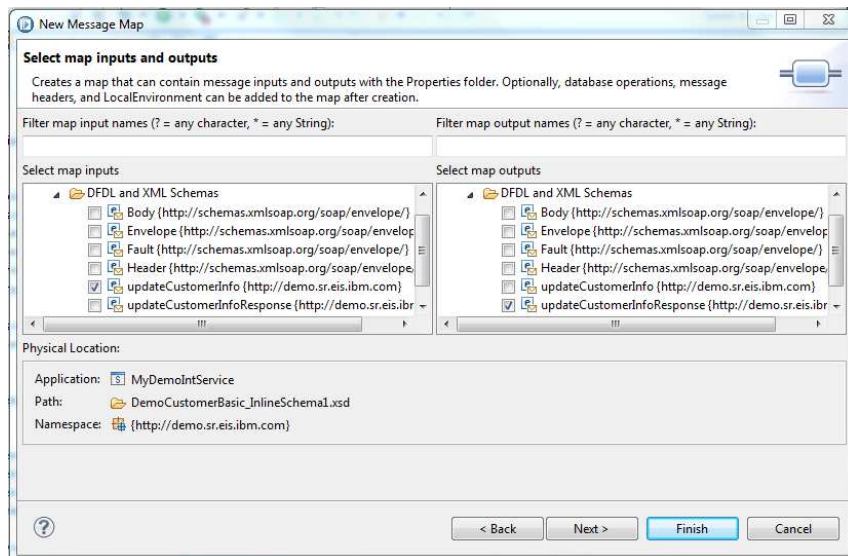 New Message Map
Select map inputs and outputs
Creates a map that can contain message inputs and outputs with the Properties folder. Optionally, database operations, message
headers, and LocalEnvironment can be added to the map after creation.
Filter map input names (? = any character, * = any String):
Filter map output names (? = any character, * = any String):
Select map inputs
Select map outputs
DFDL and XML Schemas
Body {http://schemas.xmlsoap.org/soap/envelope/}
Envelope {http://schemas.xmlsoap.org/soap/envelop
Fault {http://schemas.xmlsoap.org/soap/envelope/}
Header {http://schemas.xmlsoap.org/soap/envelope/
updateCustomerInfo {http://demo.sr.eis.ibm.com}
updateCustomerInfoResponse {http://demo.sr.eis.ibr
DFDL and XML Schemas
Body {http://schemas.xmlsoap.org/soap/envelope/}
Envelope {http://schemas.xmlsoap.org/soap/envelop
Fault {http://schemas.xmlsoap.org/soap/envelope/}
Header {http://schemas.xmlsoap.org/soap/envelope/
updateCustomerInfo {http://demo.sr.eis.ibm.com}
updateCustomerInfoResponse {http://demo.sr.eis.ibr
Physical Location:
Application: MyDemoIntService
Path: DemoCustomerBasic_InlineSchema1.xsd
Namespace: {http://demo.sr.eis.ibm.com}
?
< Back
Next >
Finish
Cancel